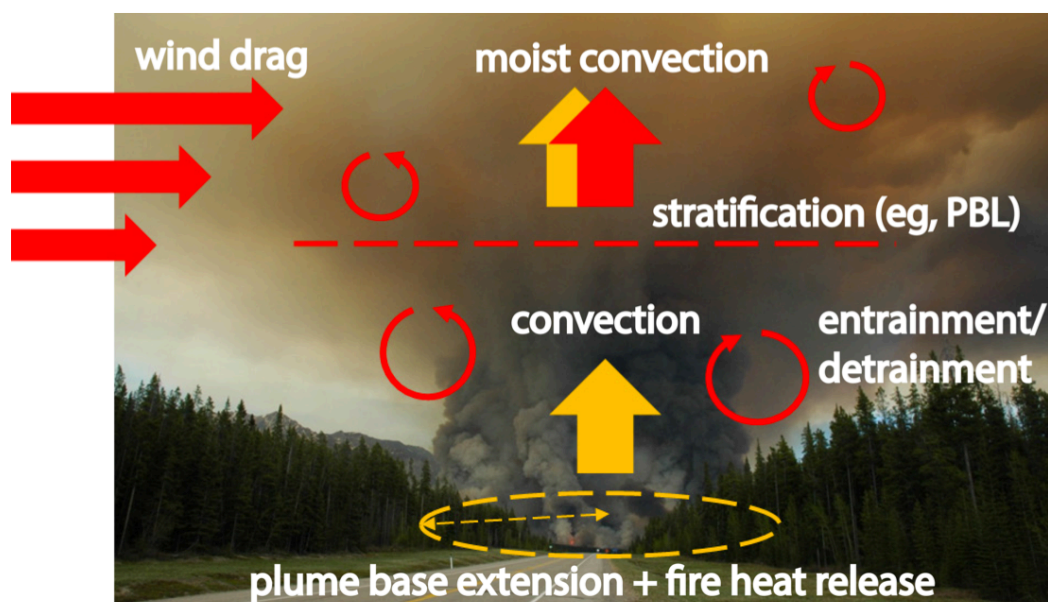 wind drag
moist convection
stratification (eg, PBL)
convection
entrainment/
detrainment
plume base extension + fire heat release